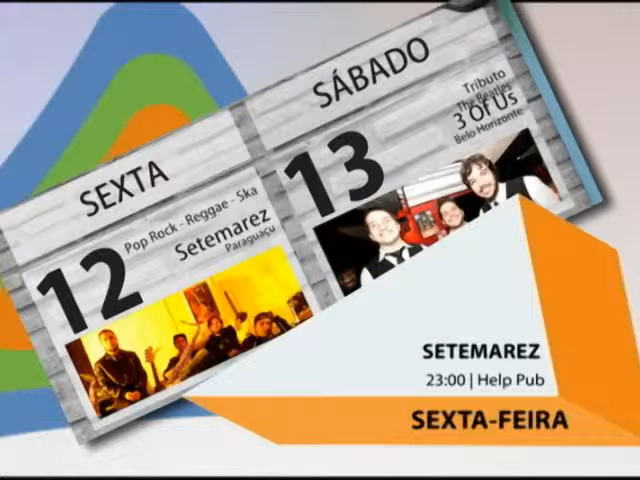 SEXTA
12
Pop Rock - Reggae - Ska
Setemarez
Paraguaçu
SÁBADO
13
Tributo
The Beatles
3 Of Us
Belo Horizonte
SETEMAREZ
23:00 | Help Pub
SEXTA-FEIRA